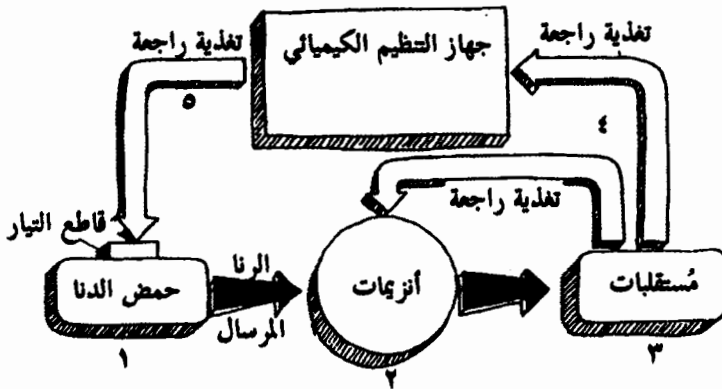 تغذية راجعة
جهاز التنظيم الكيميائي
تغذية راجعة
٥
٤
تغذية راجعة
قاطع التيار
حمض الدنا
الرنا
المرسال
أنزيمات
مُستقلبات
١
٢
٣